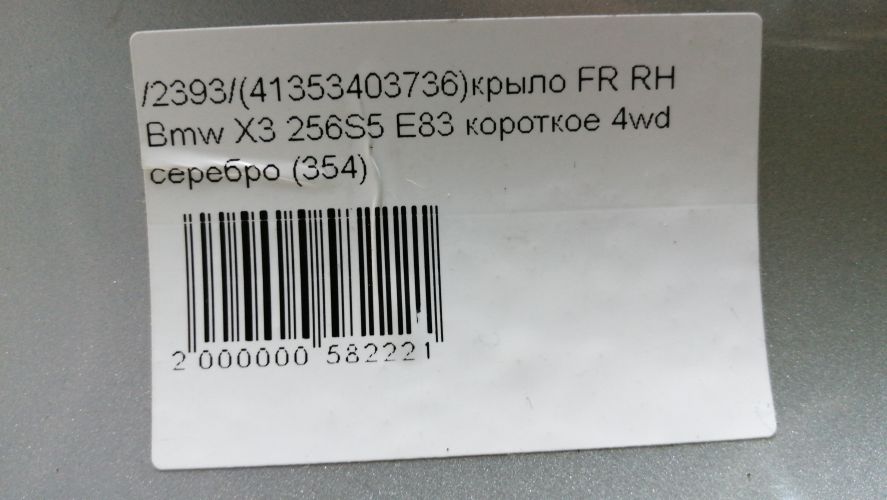 /2393/(41353403736)крыло FR RH
Bmw X3 256S5 E83 короткое 4wd
серебро (354)
2 000000 582221